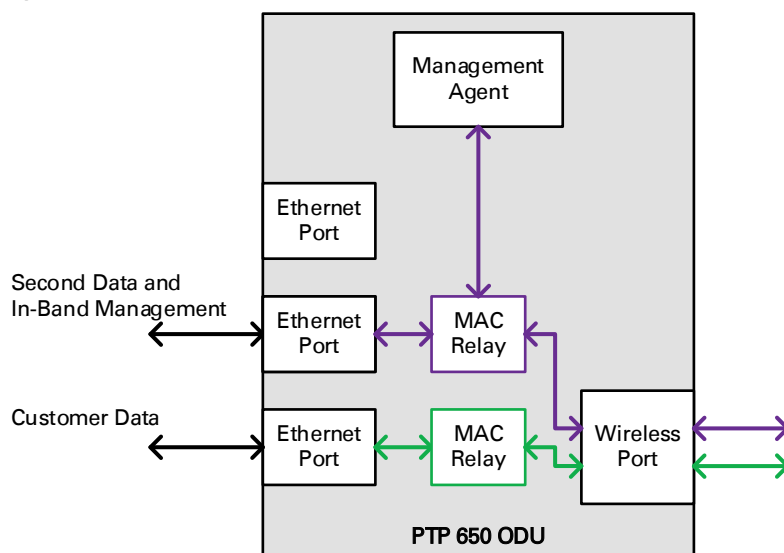 Management
Agent
Ethernet
Port
Second Data and
In-Band Management
Ethernet
Port
MAC
Relay
Customer Data
Ethernet
Port
MAC
Relay
Wireless
Port
PTP 650 ODU